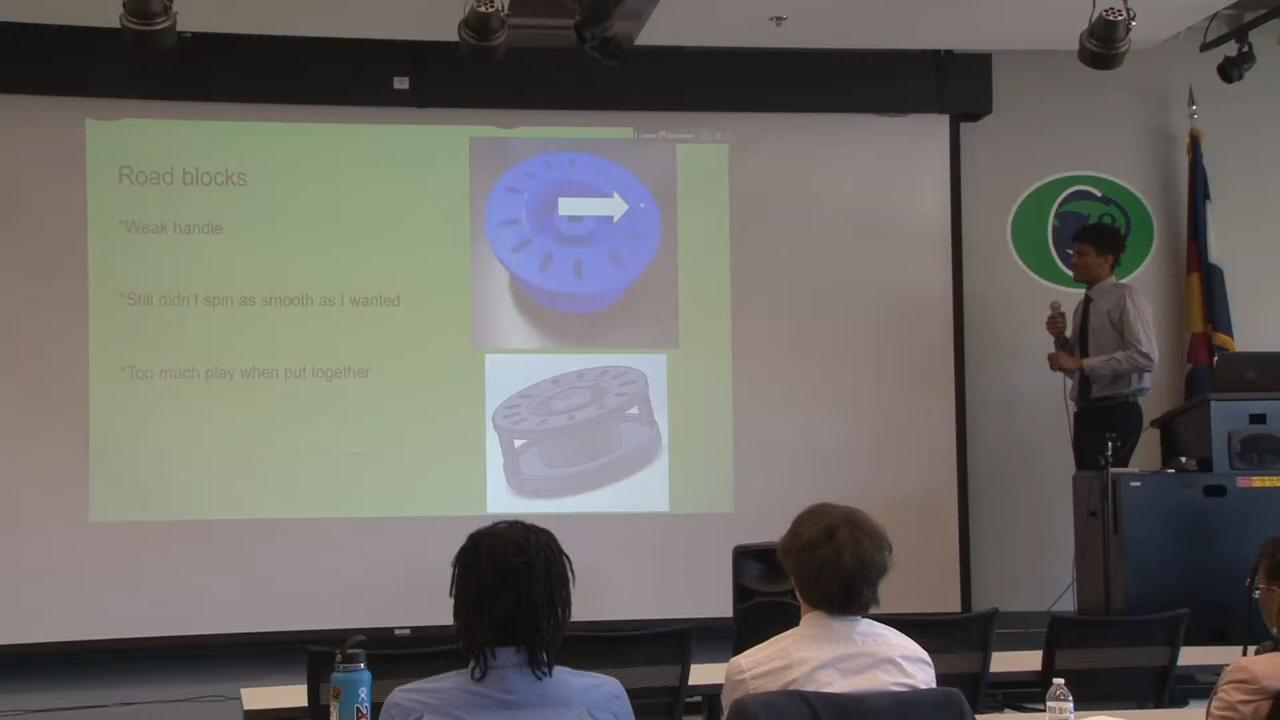 Road blocks
*Weak handle
*Still didn't spin as smooth as I wanted
*Too much play when put together